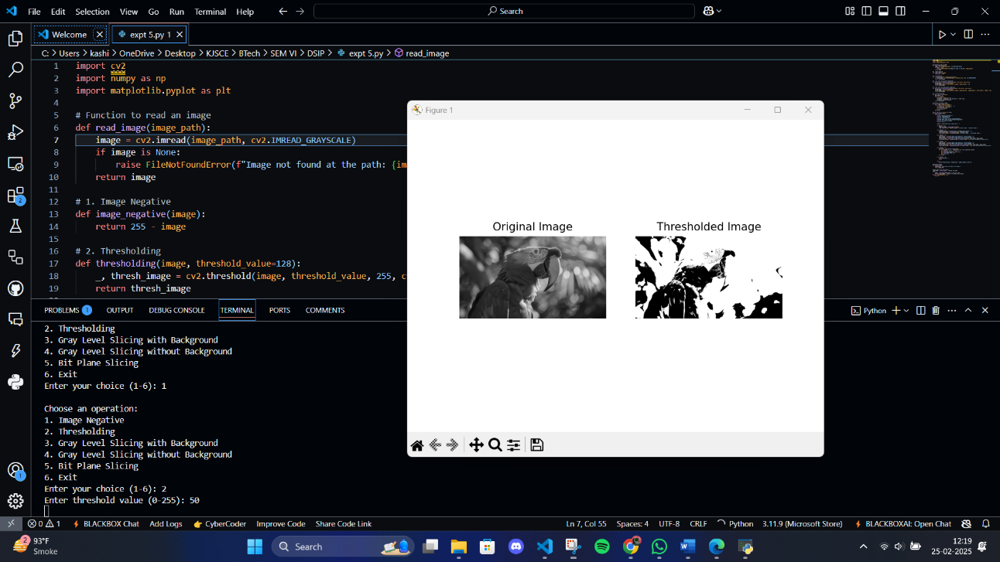 File Edit Selection View Go Run Terminal Help
Search
Welcome expt 5.py 1
C: > Users > kashi > OneDrive > Desktop > KJSCE > BTech > SEM VI > DSIP > expt 5.py > read_image
1 import cv2
2 import numpy as np
3 import matplotlib.pyplot as plt
4
5 # Function to read an image
6 def read_image(image_path):
7 image = cv2.imread(image_path, cv2.IMREAD_GRAYSCALE)
8 if image is None:
9 raise FileNotFoundError(f"Image not found at the path: {im
10 return image
11
12 # 1. Image Negative
13 def image_negative(image):
14 return 255 - image
15
16 # 2. Thresholding
17 def thresholding(image, threshold_value=128):
18 _, thresh_image = cv2.threshold(image, threshold_value, 255, c
19 return thresh_image
Figure 1
Original Image Thresholded Image
PROBLEMS 1 OUTPUT DEBUG CONSOLE TERMINAL PORTS COMMENTS
Python
2. Thresholding
3. Gray Level Slicing with Background
4. Gray Level Slicing without Background
5. Bit Plane Slicing
6. Exit
Enter your choice (1-6): 1
Choose an operation:
1. Image Negative
2. Thresholding
3. Gray Level Slicing with Background
4. Gray Level Slicing without Background
5. Bit Plane Slicing
6. Exit
Enter your choice (1-6): 2
Enter threshold value (0-255): 50
2
1
0 1 BLACKBOX Chat Add Logs CyberCoder Improve Code Share Code Link
Ln 7, Col 55 Spaces: 4 UTF-8 CRLF Python 3.11.9 (Microsoft Store) BLACKBOXAI: Open Chat
2
93°F
Smoke
Search
12:19
25-02-2025